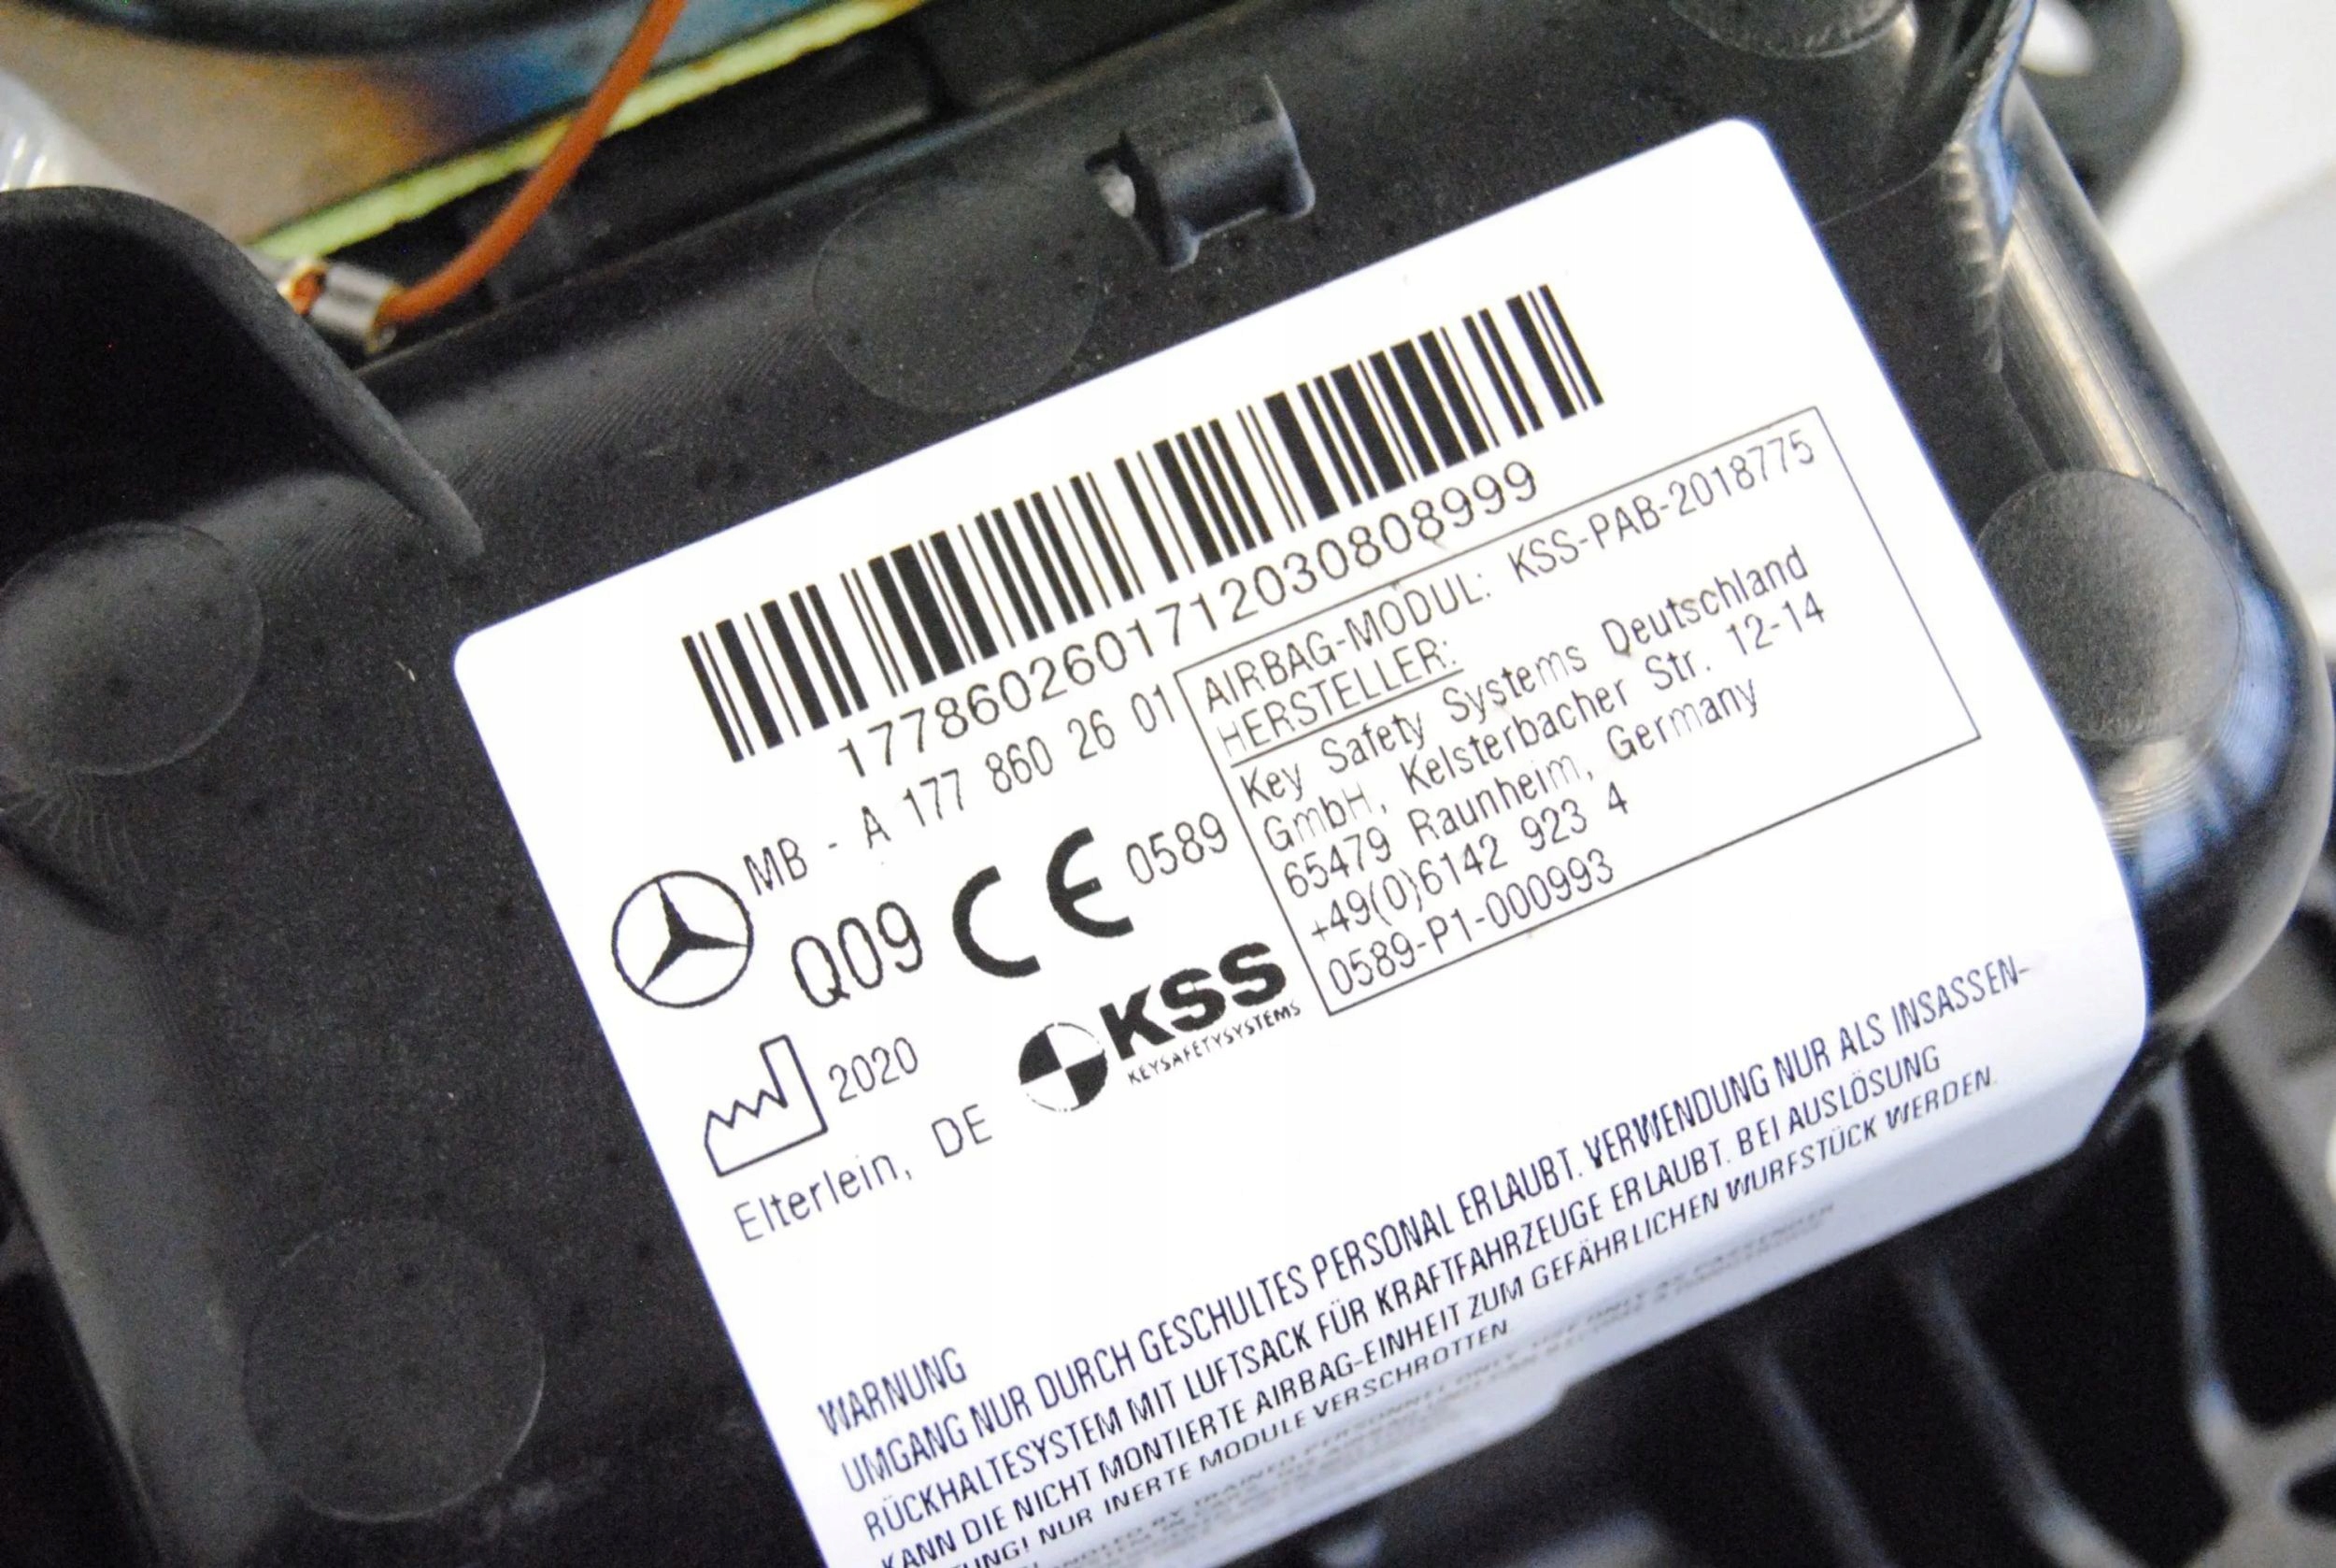 1778602601712030808999
MB - A 177 860 26 01
Q09 CE 0589
2020
Elterlein, DE
KSS
KEYSAFETYSYSTEMS
AIRBAG-MODUL: KSS-PAB-2018775
HERSTELLER:
Key Safety Systems Deutschland
GmbH, Kelsterbacher Str. 12-14
65479 Raunheim, Germany
+49(0)6142 923 4
0589-P1-000993
WARNUNG
UMGANG NUR DURCH GESCHULTES PERSONAL ERLAUBT. VERWENDUNG NUR ALS INSASSEN-
RÜCKHALTESYSTEM MIT LUFTSACK FÜR KRAFTFAHRZEUGE ERLAUBT. BEI AUSLÖSUNG
KANN DIE NICHT MONTIERTE AIRBAG-EINHEIT ZUM GEFÄHRLICHEN WURFSTÜCK WERDEN.
NUR INERTE MODULE VERSCHROTTEN